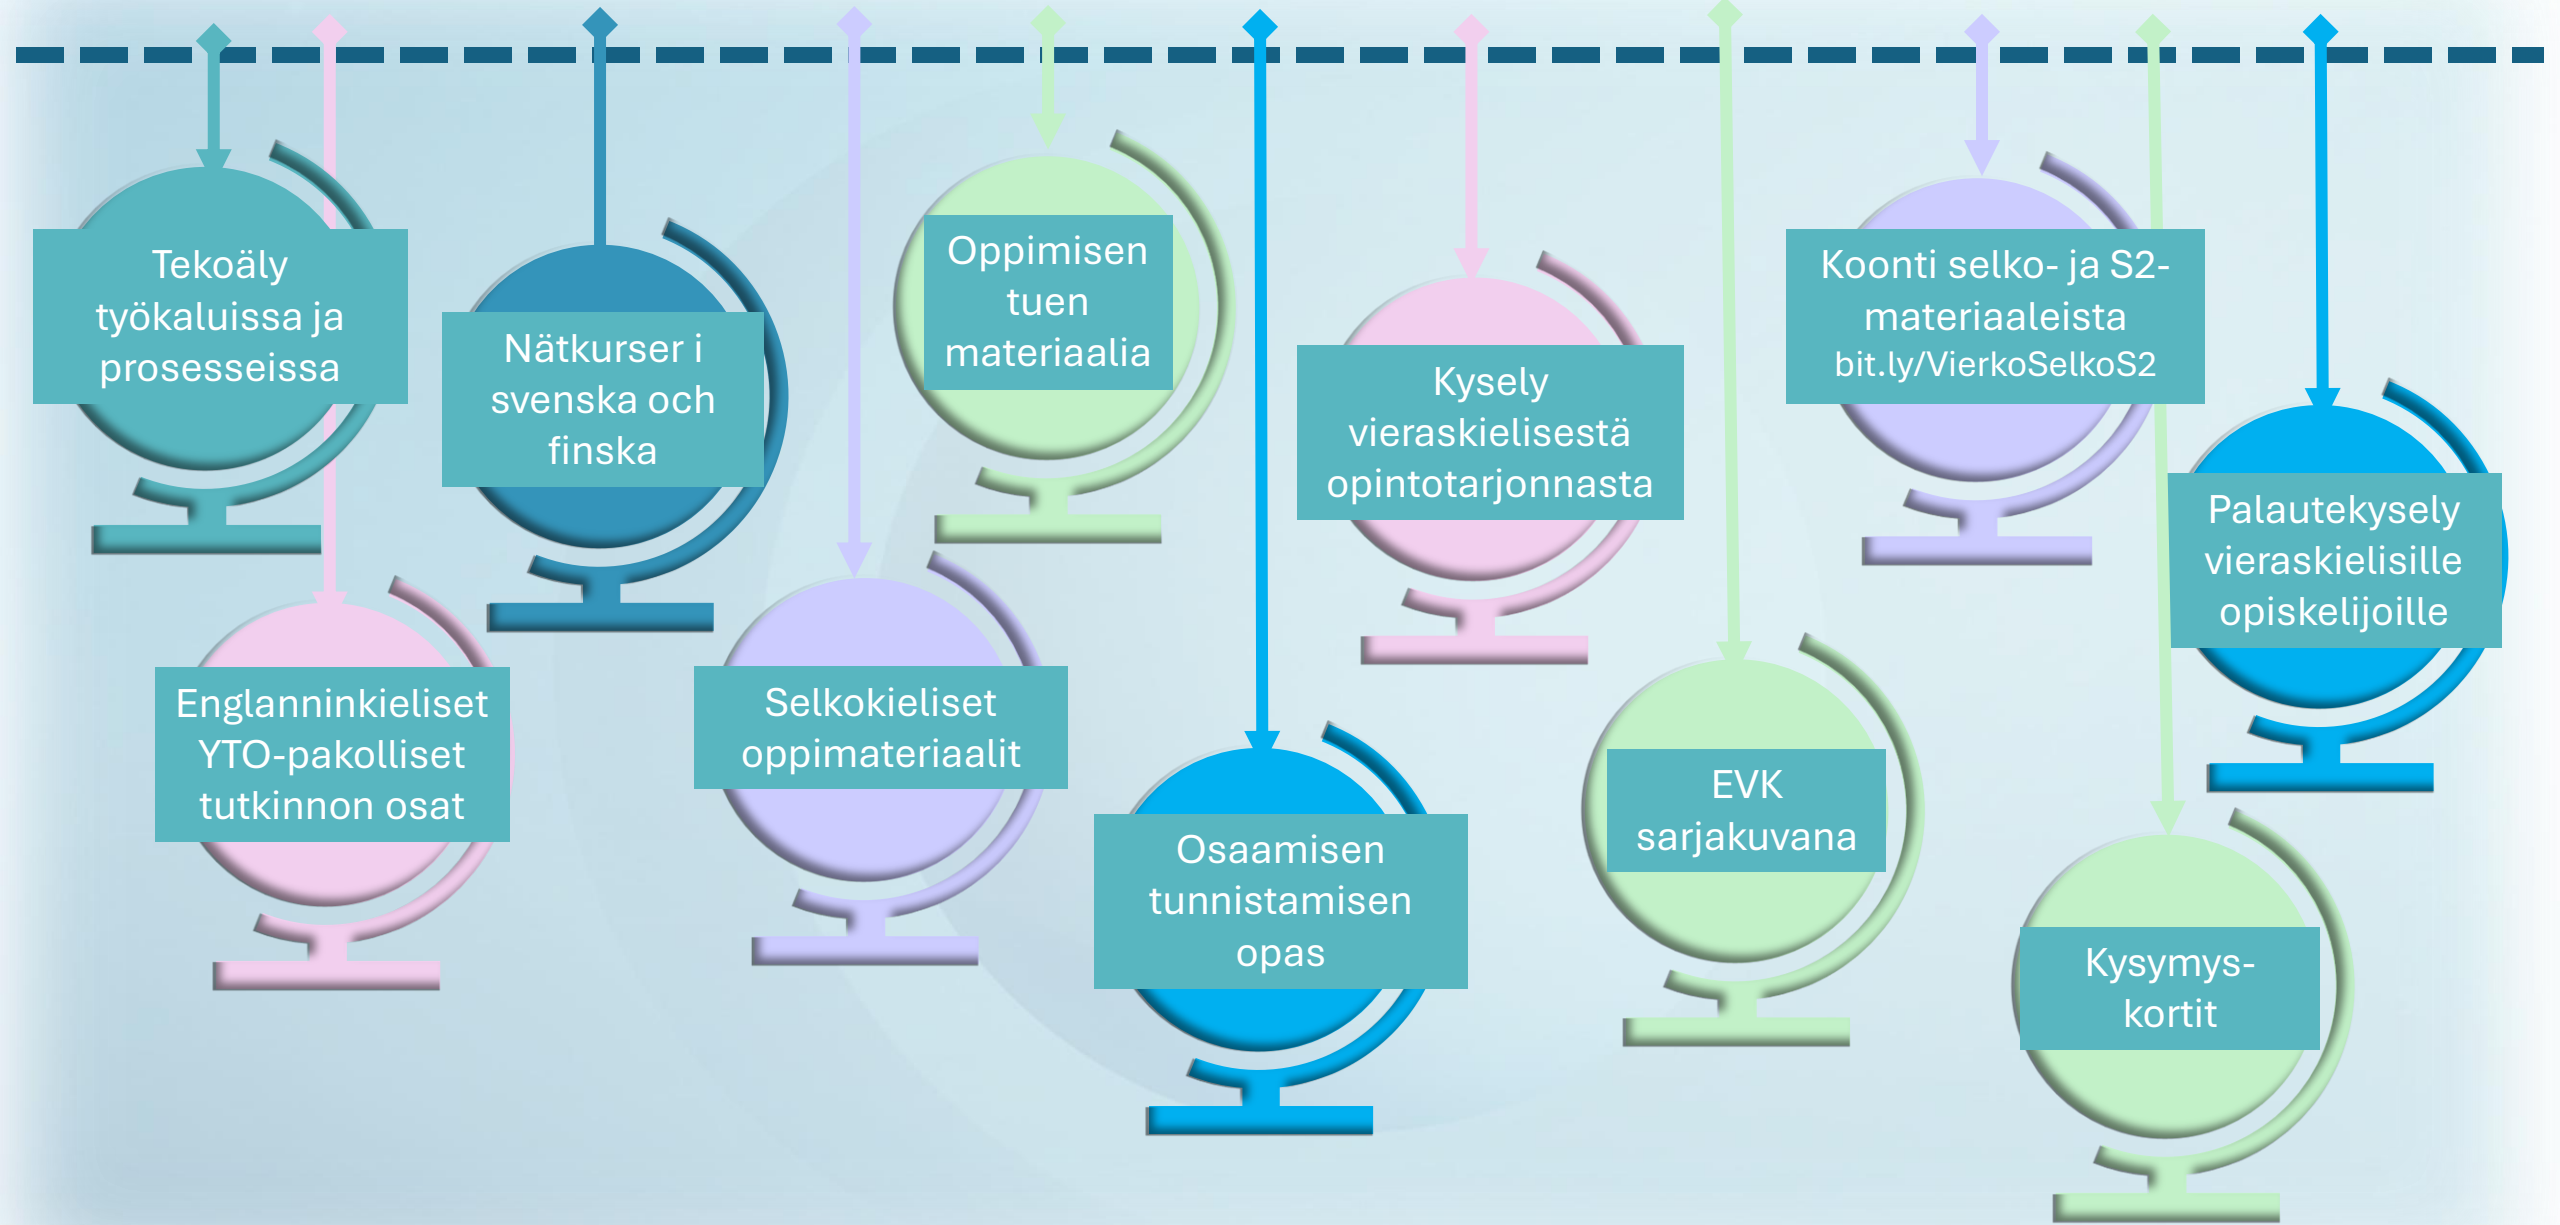 Tekoäly
työkaluissa ja
prosesseissa
Englanninkieliset
YTO-pakolliset
tutkinnon osat
Nätkurser i
svenska och
finska
Selkokieliset
oppimateriaalit
Oppimisen
tuen
materiaalia
Osaamisen
tunnistamisen
opas
Kysely
vieraskielisestä
opintotarjonnasta
EVK
sarjakuvana
Koonti selko- ja S2-
materiaaleista
bit.ly/VierkoSelkoS2
Kysymys-
kortit
Palautekysely
vieraskielisille
opiskelijoille